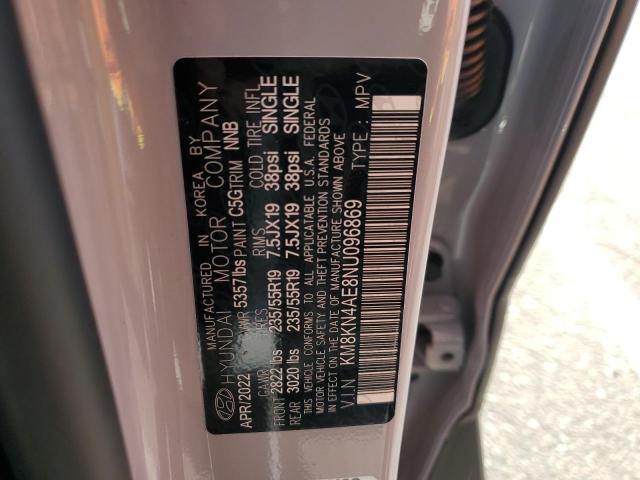 MANUFACTURED IN KOREA BY
HYUNDAI MOTOR COMPANY
APR/2022 GVWR 5357 lbs PAINT C5G TRIM NNB
GAWR TIRES RIMS COLD TIRE INFL
FRONT 2822 lbs 235/55R19 7.5JX19 38psi SINGLE
REAR 3020 lbs 235/55R19 7.5JX19 38psi SINGLE
THIS VEHICLE CONFORMS TO ALL APPLICABLE U.S.A. FEDERAL
MOTOR VEHICLE SAFETY AND THEFT PREVENTION STANDARDS
IN EFFECT ON THE DATE OF MANUFACTURE SHOWN ABOVE
V.I.N KM8KN4AE8NU096869 TYPE : MPV